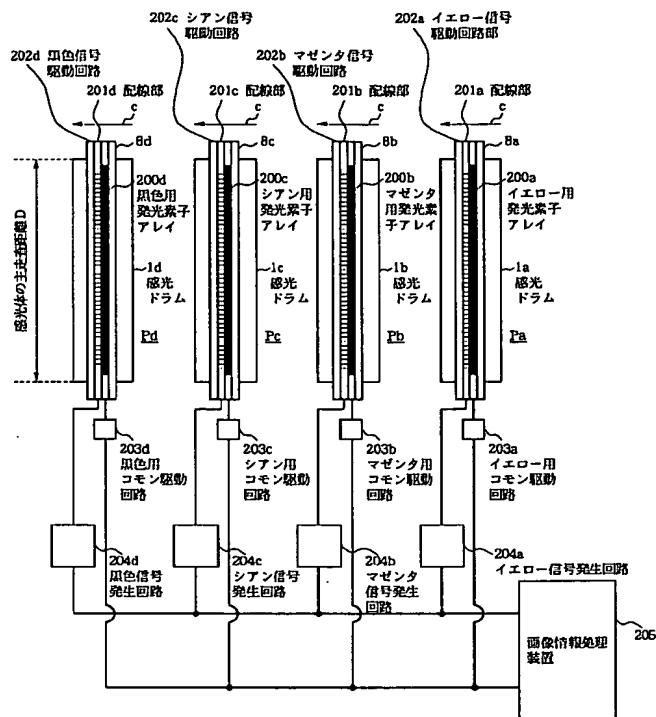 202d 黒色信号
駆動回路
202c シアン信号
駆動回路
202b マゼンタ信号
駆動回路
202a イエロー信号
駆動回路部
201d 配線部
c
8d
201c 配線部
c
8c
201b 配線部
c
8b
201a 配線部
c
8a
感光体の主走査距離D
200d
黒色用
発光素子
アレイ
200c
シアン用
発光素子
アレイ
200b
マゼンタ
用発光素
子アレイ
200a
イエロー用
発光素子
アレイ
1d
感光
ドラム
1c
感光
ドラム
1b
感光
ドラム
1a
感光
ドラム
Pd
Pc
Pb
Pa
203d
黒色用
コモン駆動
回路
203c
シアン用
コモン駆動
回路
203b
マゼンタ用
コモン駆動
回路
203a
イエロー用
コモン駆動
回路
204d
黒色信号
発生回路
204c
シアン信号
発生回路
204b
マゼンタ
信号発生
回路
204a
イエロー信号発生回路
画像情報処理
装置
205